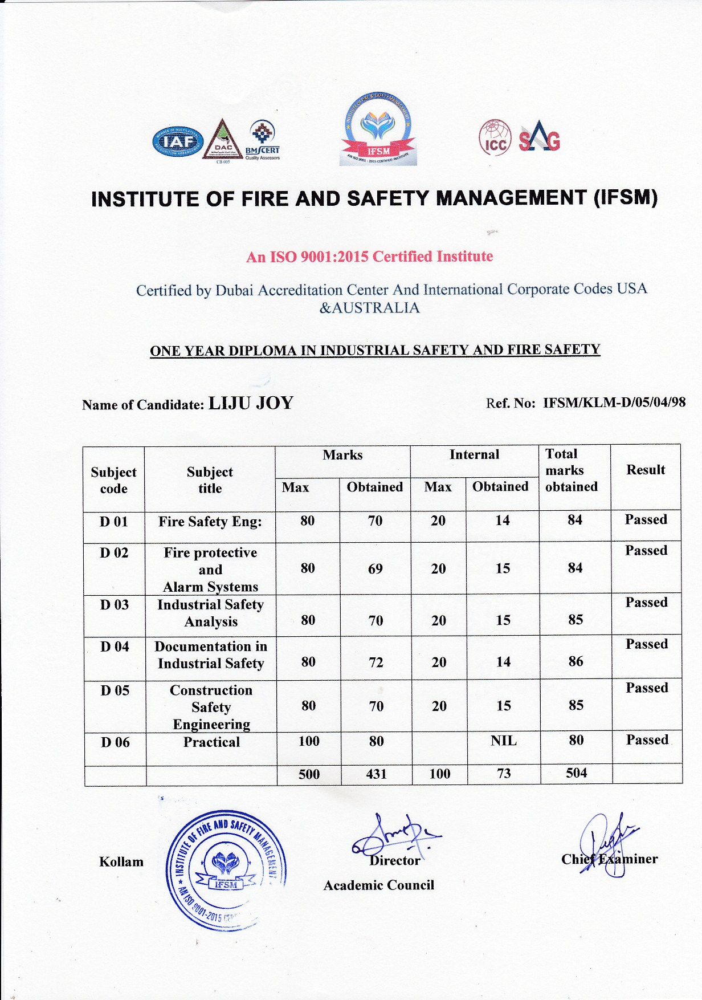 MEMBER OF MULTILATERAL
IAF
RECOGNITION ARRANGEMENT
DAC
CB 005
BMSCERT
Quality Assessors
INSTITUTE OF FIRE & SAFETY MANAGEMENT
IFSM
AN ISO 9001 : 2015 CERTIFIED INSTITUTE
ICC
SAG
INSTITUTE OF FIRE AND SAFETY MANAGEMENT (IFSM)
An ISO 9001:2015 Certified Institute
Certified by Dubai Accreditation Center And International Corporate Codes USA
&AUSTRALIA
ONE YEAR DIPLOMA IN INDUSTRIAL SAFETY AND FIRE SAFETY
Name of Candidate: LIJU JOY Ref. No: IFSM/KLM-D/05/04/98
Subject code Subject title Marks Internal Total marks obtained Result
Max Obtained Max Obtained
D 01 Fire Safety Eng: 80 70 20 14 84 Passed
D 02 Fire protective and Alarm Systems 80 69 20 15 84 Passed
D 03 Industrial Safety Analysis 80 70 20 15 85 Passed
D 04 Documentation in Industrial Safety 80 72 20 14 86 Passed
D 05 Construction Safety Engineering 80 70 20 15 85 Passed
D 06 Practical 100 80 NIL 80 Passed
500 431 100 73 504
Kollam
INSTITUTE OF FIRE AND SAFETY MANAGEMENT
IFSM
AN ISO 9001-2015
Director
Academic Council
Chief Examiner